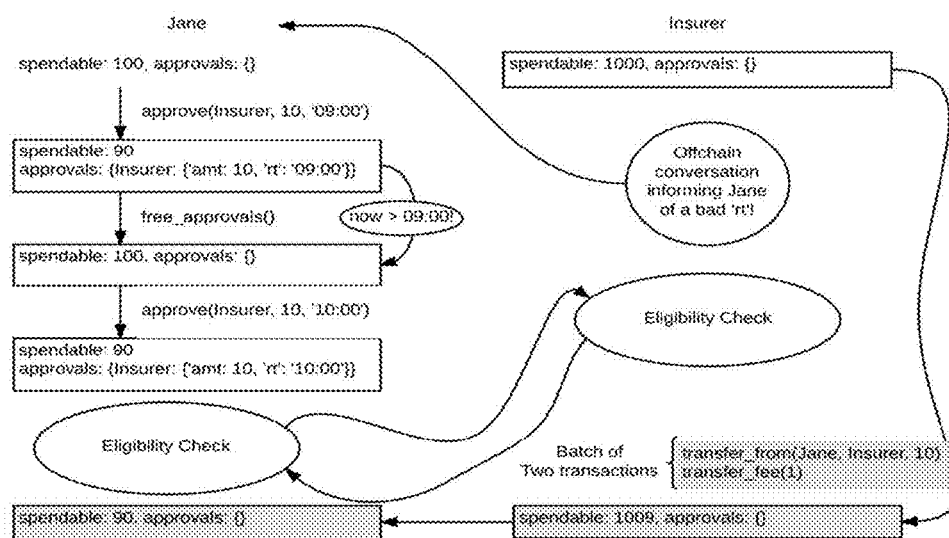 Jane
Insurer
spendable: 100, approvals: {}
spendable: 1000, approvals: {}
approve(Insurer, 10, '09:00')
spendable: 90
approvals: {Insurer: {'amt: 10, 'rt': '09:00'}}
Offchain
conversation
informing Jane
of a bad 'rt'!
free_approvals()
now > 09:00!
spendable: 100, approvals: {}
approve(Insurer, 10, '10:00')
Eligibility Check
spendable: 90
approvals: {Insurer: {'amt: 10, 'rt': '10:00'}}
Eligibility Check
Batch of
Two transactions
transfer_from(Jane, Insurer, 10)
transfer_fee(1)
spendable: 90, approvals: {}
spendable: 1009, approvals: {}